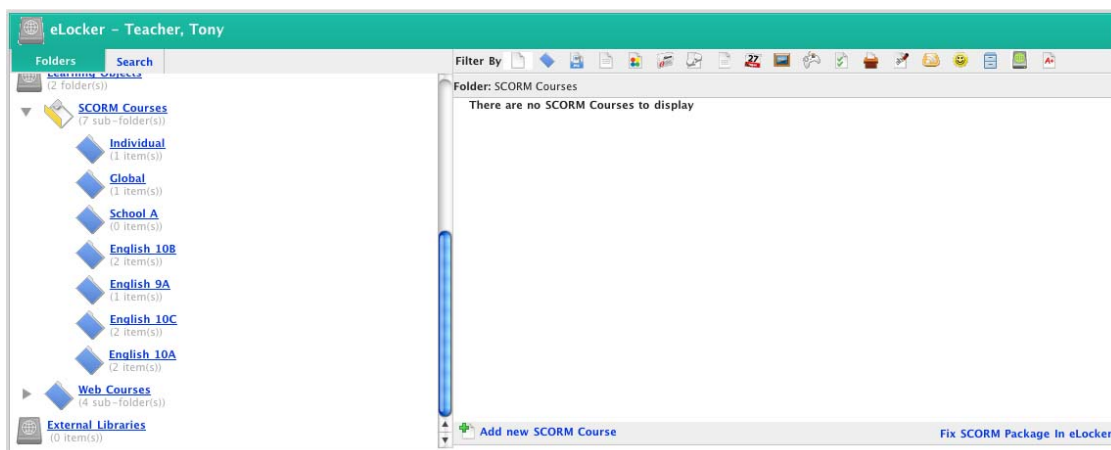 eLocker – Teacher, Tony
Folders
Search
Filter By
27
A+
Learning Objects
(2 folder(s))
SCORM Courses
(7 sub-folder(s))
Individual
(1 item(s))
Global
(1 item(s))
School A
(0 item(s))
English 10B
(2 item(s))
English 9A
(1 item(s))
English 10C
(2 item(s))
English 10A
(2 item(s))
Web Courses
(4 sub-folder(s))
External Libraries
(0 item(s))
Folder: SCORM Courses
There are no SCORM Courses to display
Add new SCORM Course
Fix SCORM Package In eLocker